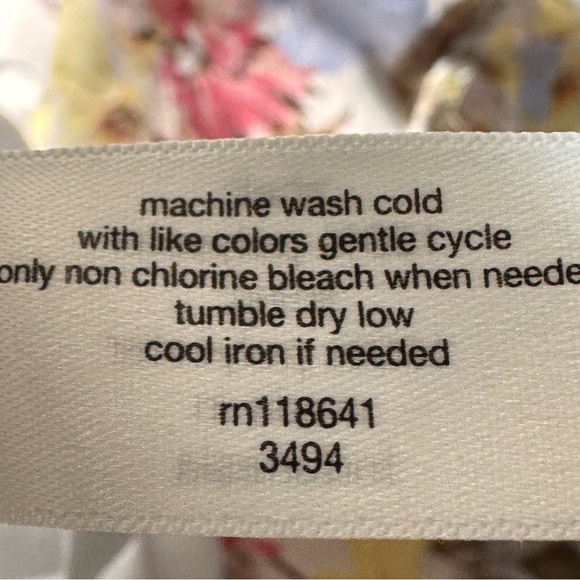 machine wash cold
with like colors gentle cycle
only non chlorine bleach when neede
tumble dry low
cool iron if needed
rn118641
3494